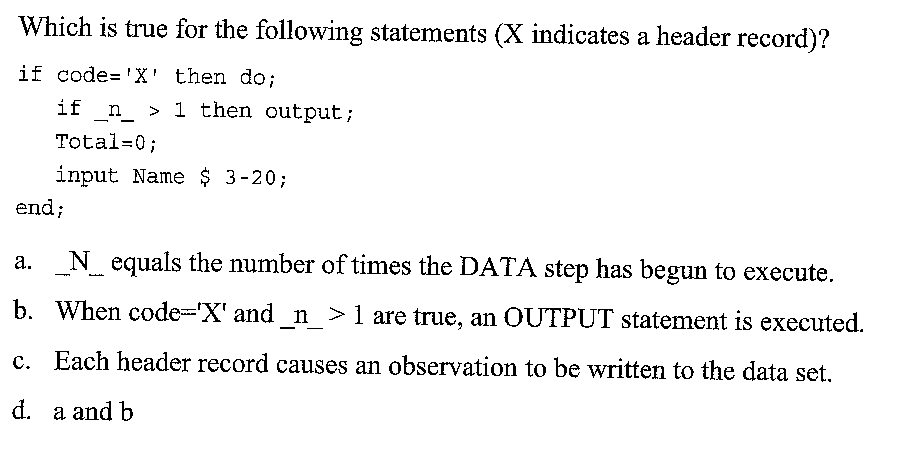 Which is true for the following statements (X indicates a header record)?
if code='X' then do;
if _n_ > 1 then output;
Total=0;
input Name $ 3-20;
end;
a. _N_ equals the number of times the DATA step has begun to execute.
b. When code='X' and _n_ > 1 are true, an OUTPUT statement is executed.
c. Each header record causes an observation to be written to the data set.
d. a and b